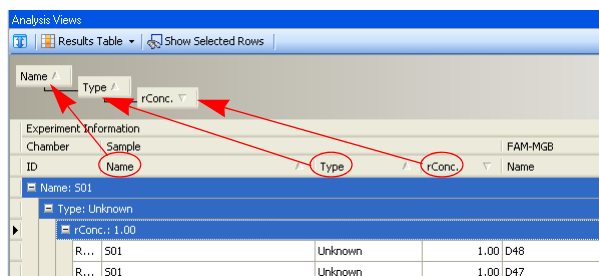 Analysis Views
Results Table Show Selected Rows
Name
Type
rConc.
Experiment Information
Chamber Sample FAM-MGB
ID Name Type rConc. Name
Name: S01
Type: Unknown
rConc.: 1.00
R... S01 Unknown 1.00 D48
R... S01 Unknown 1.00 D47